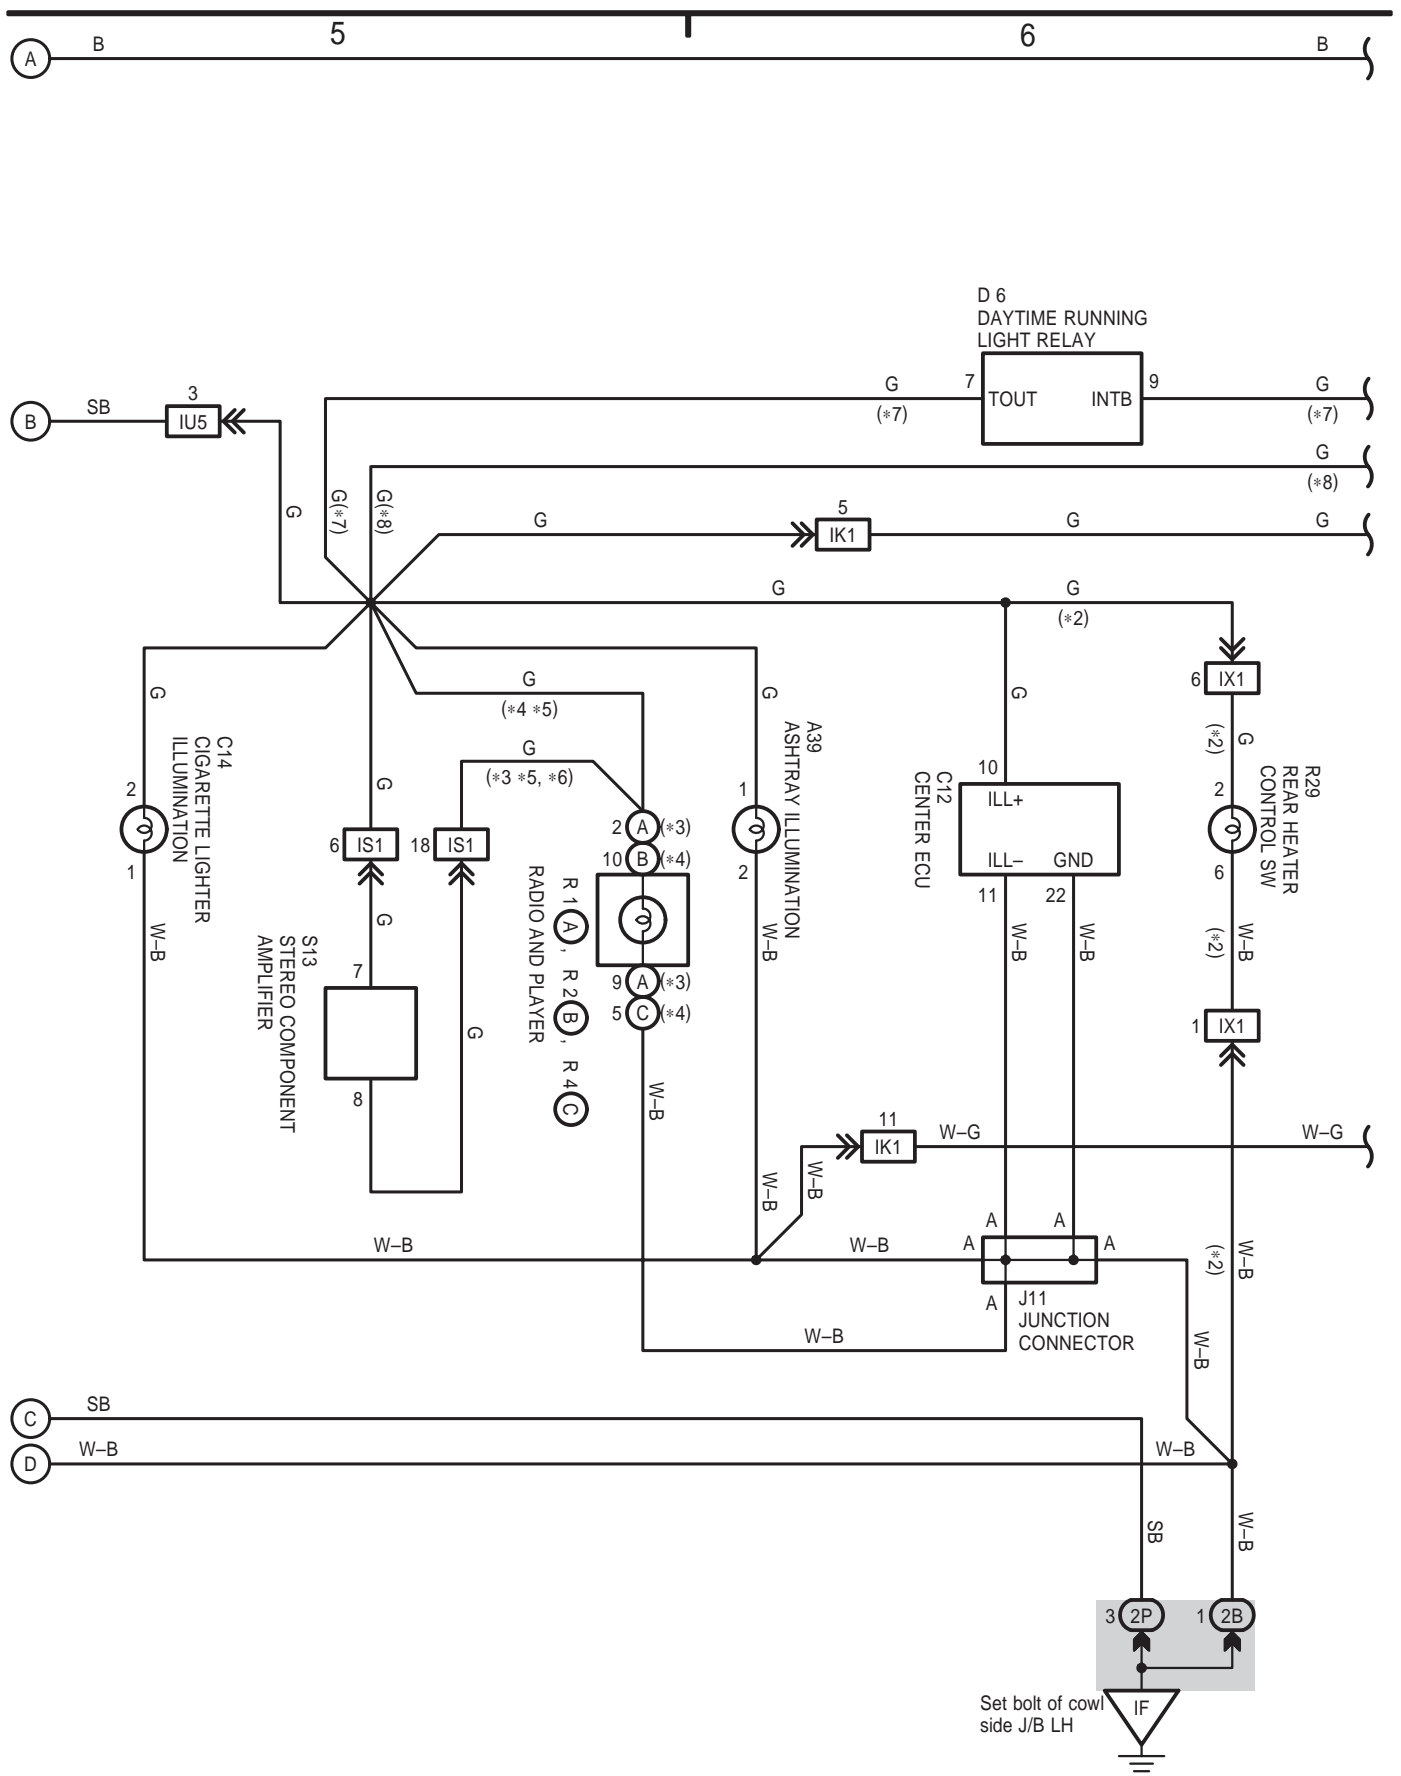 5
6
A
B
B
D 6
DAYTIME RUNNING
LIGHT RELAY
B
SB
3
IU5
G
(*7)
7
TOUT
INTB
9
G
(*7)
G
(*8)
G
G(*7)
G(*8)
G
5
IK1
G
G
G
G
(*2)
6
IX1
G
(*2)
G
G
(*4 *5)
G
(*3 *5, *6)
G
G
C14
CIGARETTE LIGHTER
ILLUMINATION
2
1
W–B
6
IS1
18
IS1
G
G
S13
STEREO COMPONENT
AMPLIFIER
7
8
2
A
(*3)
10
B
(*4)
R 1 A , R 2 B , R 4 C
RADIO AND PLAYER
9
A
(*3)
5
C
(*4)
W–B
A39
ASHTRAY ILLUMINATION
1
2
W–B
W–B
G
C12
CENTER ECU
10
ILL+
ILL–
GND
11
22
W–B
W–B
R29
REAR HEATER
CONTROL SW
2
6
W–B
(*2)
1
IX1
11
IK1
W–G
W–G
W–B
W–B
W–B
A
A
A
A
A
J11
JUNCTION
CONNECTOR
W–B
W–B
(*2)
W–B
C
SB
D
W–B
W–B
SB
W–B
3
2P
1
2B
Set bolt of cowl
side J/B LH
IF